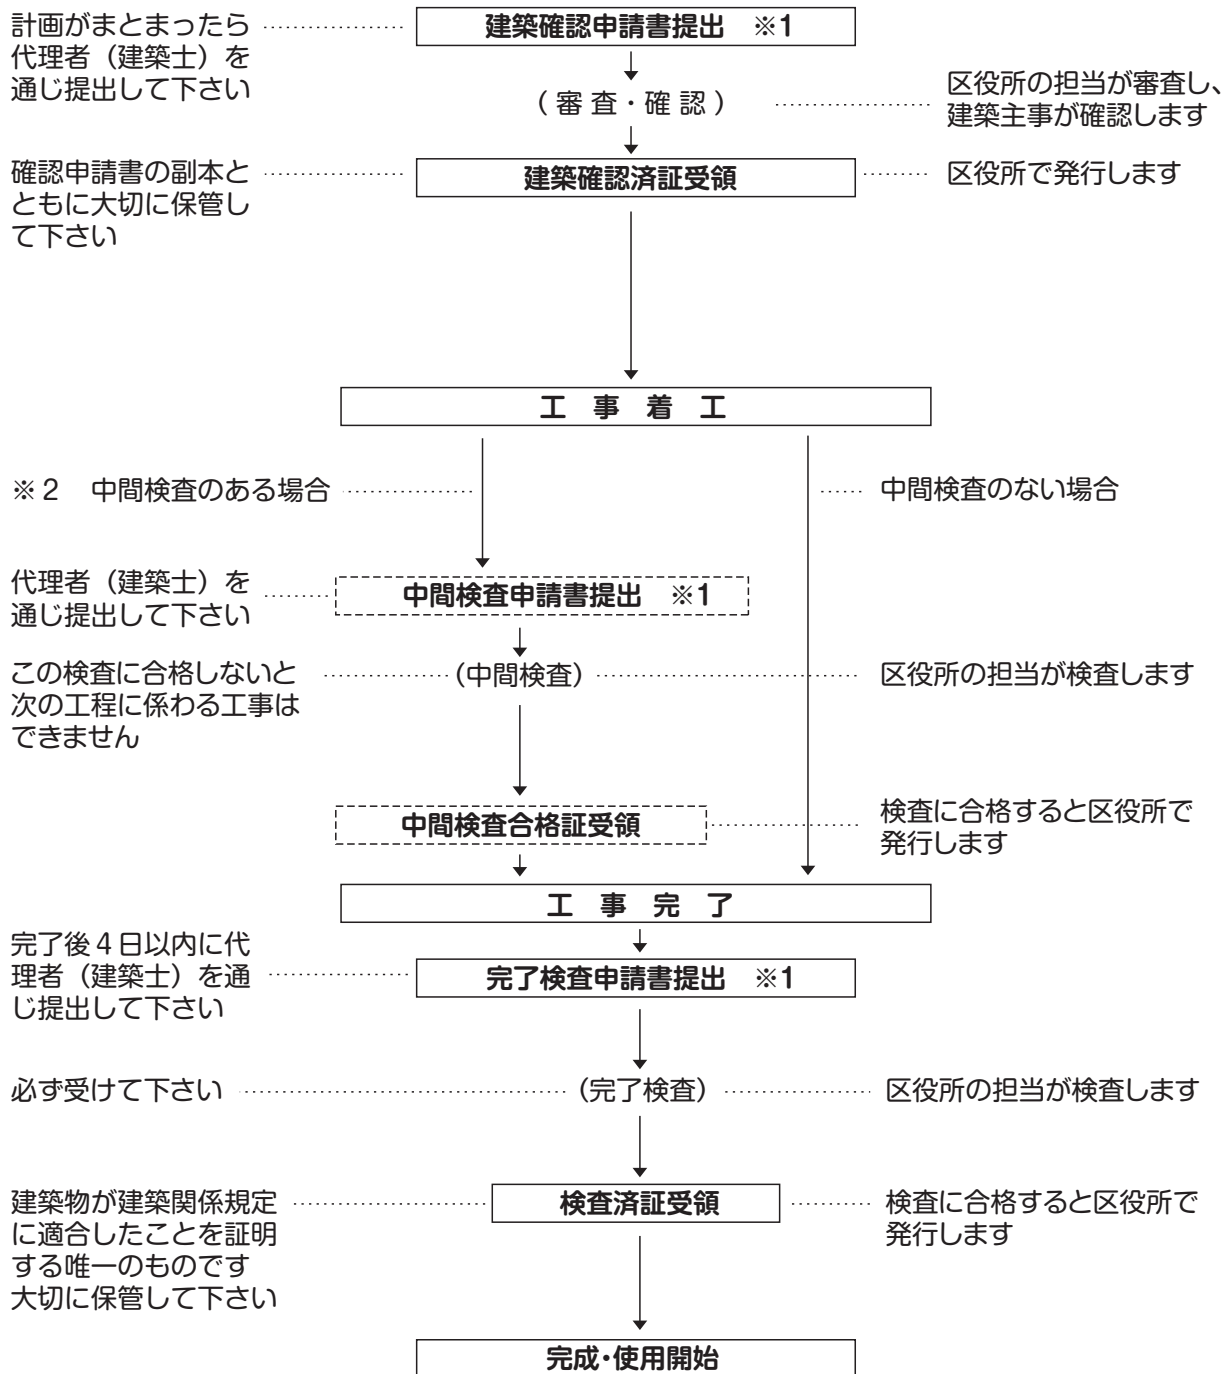 計画がまとまったら
代理者（建築士）を
通じ提出して下さい
建築確認申請書提出　※1
（審査・確認）
区役所の担当が審査し、
建築主事が確認します
確認申請書の副本と
ともに大切に保管し
て下さい
建築確認済証受領
区役所で発行します
工　事　着　工
※２　中間検査のある場合
中間検査のない場合
代理者（建築士）を
通じ提出して下さい
中間検査申請書提出　※1
この検査に合格しないと
次の工程に係わる工事は
できません
（中間検査）
区役所の担当が検査します
中間検査合格証受領
検査に合格すると区役所で
発行します
工　事　完　了
完了後４日以内に代
理者（建築士）を通
じ提出して下さい
完了検査申請書提出　※1
必ず受けて下さい
（完了検査）
区役所の担当が検査します
建築物が建築関係規定
に適合したことを証明
する唯一のものです
大切に保管して下さい
検査済証受領
検査に合格すると区役所で
発行します
完成・使用開始